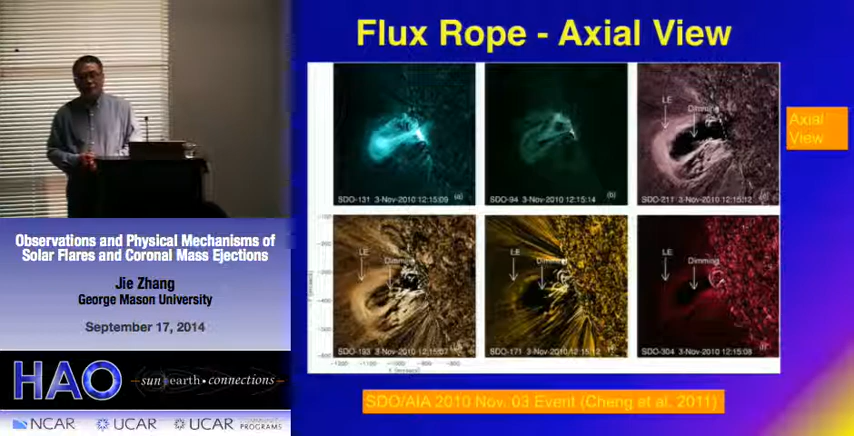 Flux Rope - Axial View
LE
Dimming
SDO-131 3-Nov-2010 12:15:09 (a)
SDO-94 3-Nov-2010 12:15:14 (b)
SDO-211 3-Nov-2010 12:15:12
Axial
View
LE
Dimming
LE
Dimming
LE
Dimming
SDO-193 3-Nov-2010 12:15:07
SDO-171 3-Nov-2010 12:15:12
SDO-304 3-Nov-2010 12:15:08
X (arcsecs)
SDO/AIA 2010 Nov. 03 Event (Cheng et al. 2011)
Observations and Physical Mechanisms of
Solar Flares and Coronal Mass Ejections
Jie Zhang
George Mason University
September 17, 2014
HAO
sun earth • connections
NCAR
UCAR
UCAR
PROGRAMS